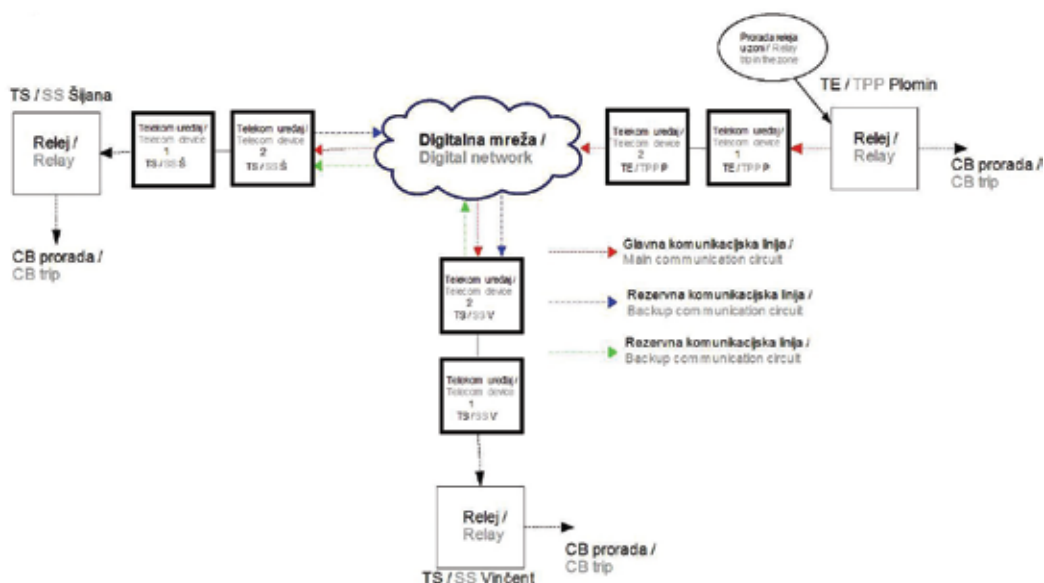 Prorada releja
u zoni / Relay
trip in the zone
TE / TPP Plomin
TS / SS Šijana
Relej /
Relay
Telekom uređaj /
Telecom device
1
TS / SS Š
Telekom uređaj /
Telecom device
2
TS / SS Š
Digitalna mreža /
Digital network
Telekom uređaj /
Telecom device
2
TE / TPP P
Telekom uređaj /
Telecom device
1
TE / TPP P
Relej /
Relay
CB prorada /
CB trip
CB prorada /
CB trip
Glavna komunikacijska linija /
Main communication circuit
Telekom uređaj /
Telecom device
2
TS / SS V
Rezervna komunikacijska linija /
Backup communication circuit
Rezervna komunikacijska linija /
Backup communication circuit
Telekom uređaj /
Telecom device
1
TS / SS V
Relej /
Relay
CB prorada /
CB trip
TS / SS Vinčent